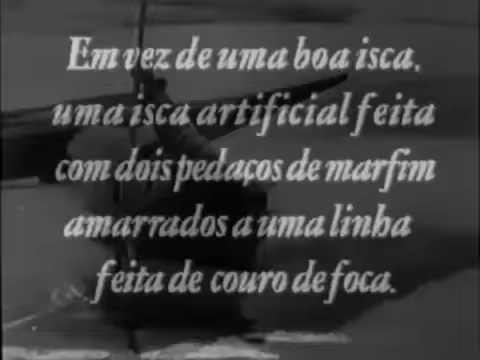 Em vez de uma boa isca,
uma isca artificial feita
com dois pedaços de marfim
amarrados a uma linha
feita de couro de foca.